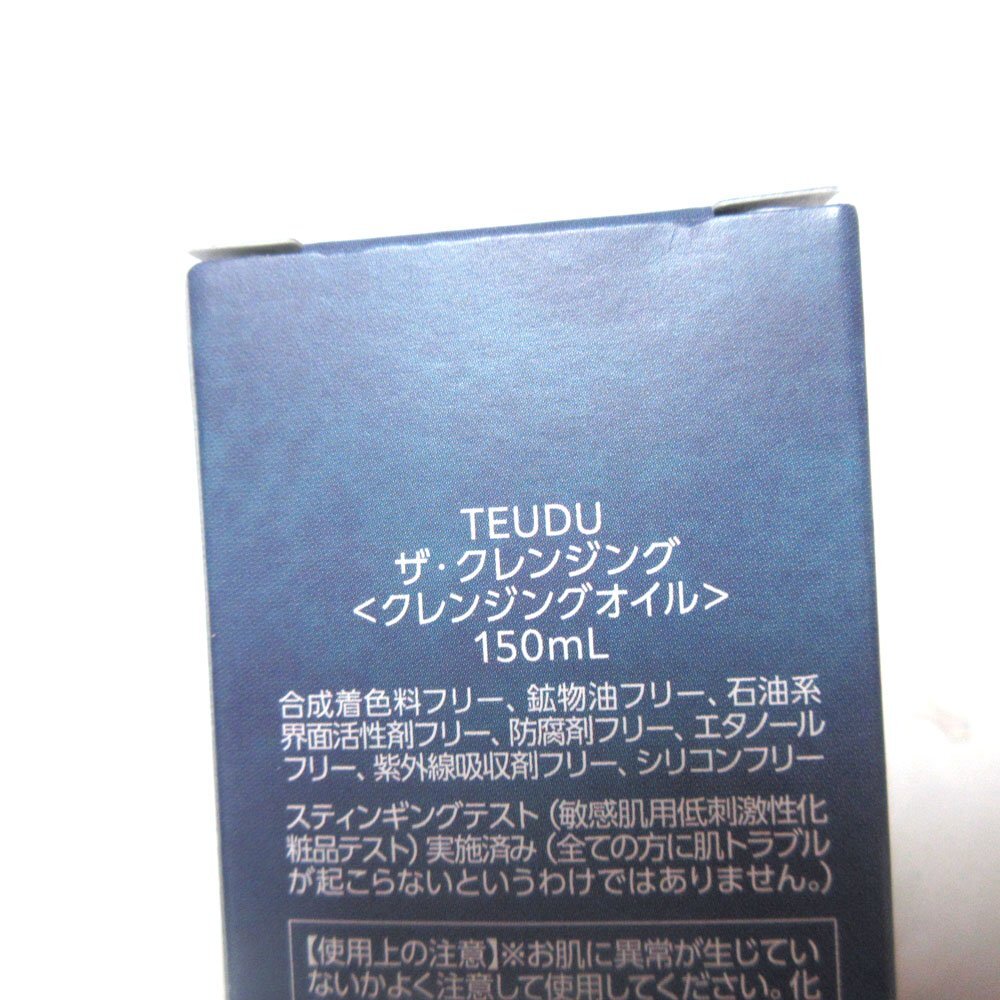 TEUDU
ザ・クレンジング
<クレンジングオイル>
150mL
合成着色料フリー、鉱物油フリー、石油系
界面活性剤フリー、防腐剤フリー、エタノール
フリー、紫外線吸収剤フリー、シリコンフリー
スティンギングテスト(敏感肌用低刺激性化
粧品テスト)実施済み(全ての方に肌トラブル
が起こらないというわけではありません。)
【使用上の注意】※お肌に異常が生じてい
ないかよく注意して使用してください。化